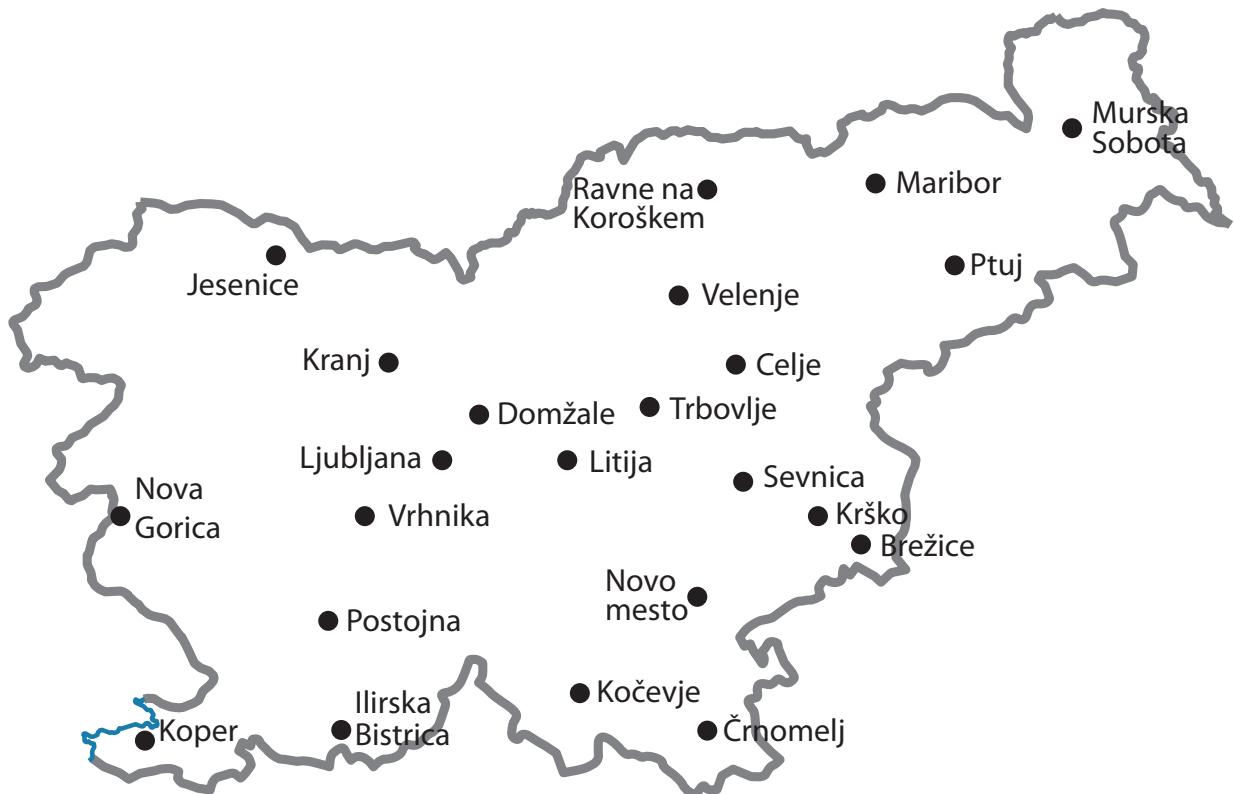 Murska
Sobota
Maribor
Ravne na
Koroškem
Ptuj
Jesenice
Velenje
Kranj
Celje
Domžale
Trbovlje
Ljubljana
Litija
Sevnica
Nova
Gorica
Vrhnika
Krško
Brežice
Novo
mesto
Postojna
Kočevje
Ilirska
Bistrica
Koper
Črnomelj